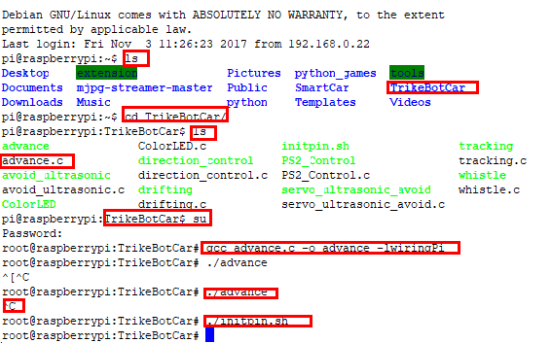 Debian GNU/Linux comes with ABSOLUTELY NO WARRANTY, to the extent
permitted by applicable law.
Last login: Fri Nov  3 11:26:23 2017 from 192.168.0.22
pi@raspberrypi:~$ ls
Desktop    extension             Pictures  python_games  tools
Documents  mjpg-streamer-master  Public    SmartCar      TrikeBotCar
Downloads  Music                 python    Templates     Videos
pi@raspberrypi:~$ cd TrikeBotCar/
pi@raspberrypi:TrikeBotCar$ ls
advance            ColorLED.c           initpin.sh                tracking
advance.c          direction_control    PS2_Control               tracking.c
avoid_ultrasonic   direction_control.c  PS2_Control.c             whistle
avoid_ultrasonic.c  drifting            servo_ultrasonic_avoid    whistle.c
ColorLED           drifting.c           servo_ultrasonic_avoid.c
pi@raspberrypi:TrikeBotCar$ su
Password:
root@raspberrypi:TrikeBotCar# gcc advance.c -o advance -lwiringPi
root@raspberrypi:TrikeBotCar# ./advance
^[^C
root@raspberrypi:TrikeBotCar# ./advance
^C
root@raspberrypi:TrikeBotCar# ./initpin.sh
root@raspberrypi:TrikeBotCar#